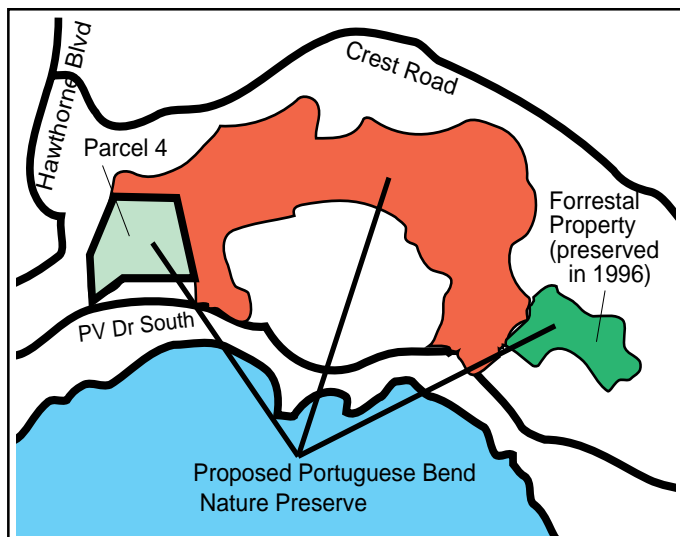 Hawthorne Blvd
Crest Road
Parcel 4
Forrestal
Property
(preserved
in 1996)
PV Dr South
Proposed Portuguese Bend
Nature Preserve